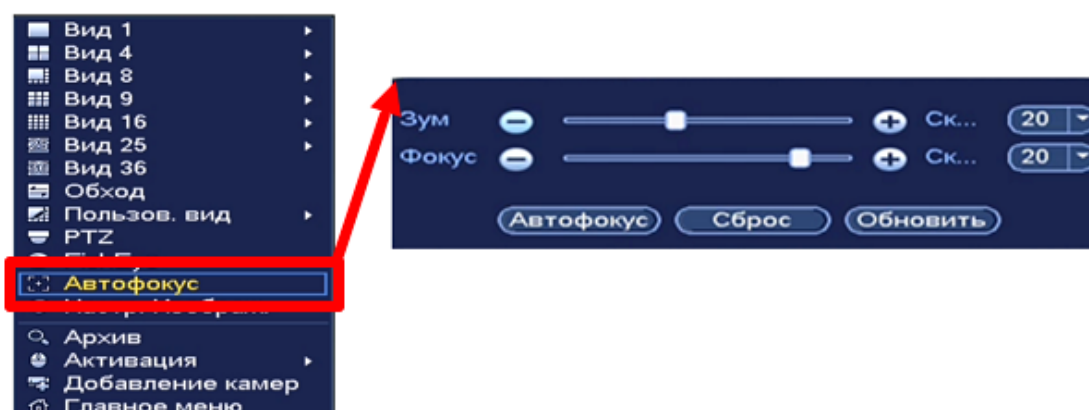 Вид 1
Вид 4
Вид 8
Вид 9
Вид 16
Вид 25
Вид 36
Обход
Пользов. вид
PTZ
Автофокус
Архив
Активация
Добавление камер
Главное меню
Зум Ск... 20
Фокус Ск... 20
Автофокус Сброс Обновить